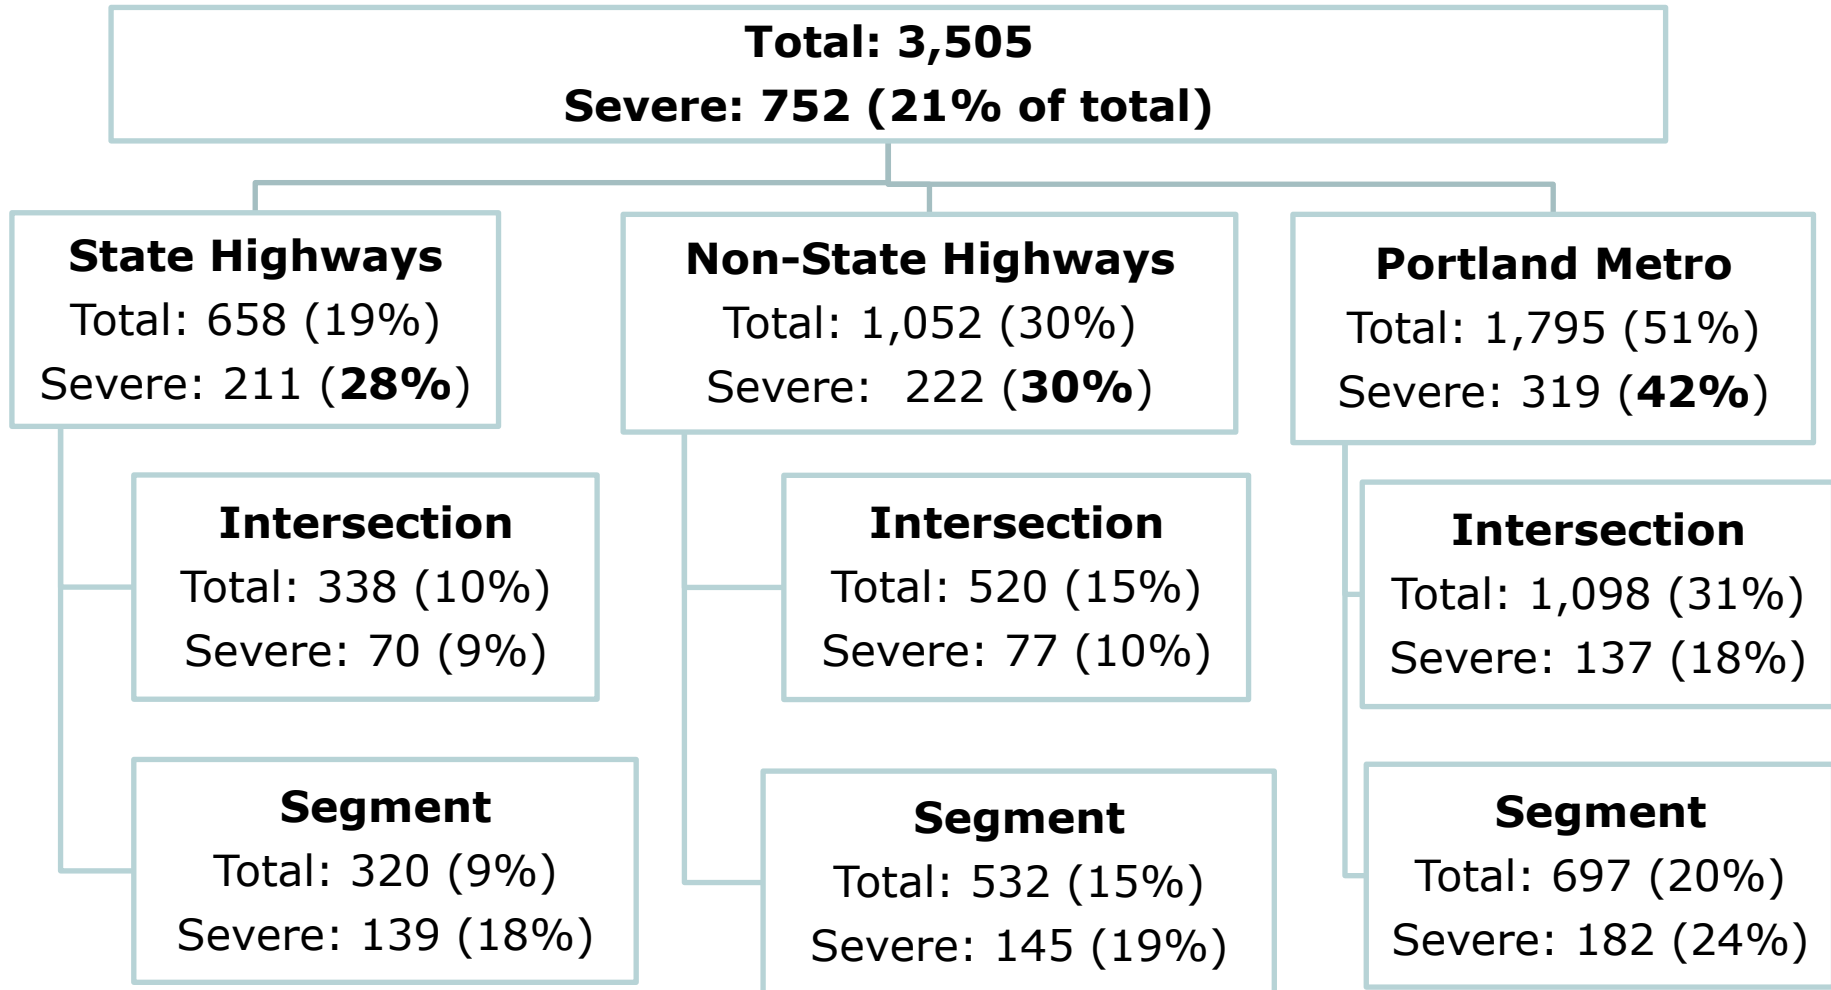 Total: 3,505
Severe: 752 (21% of total)
State Highways
Total: 658 (19%)
Severe: 211 (28%)
Non-State Highways
Total: 1,052 (30%)
Severe:  222 (30%)
Portland Metro
Total: 1,795 (51%)
Severe: 319 (42%)
Intersection
Total: 338 (10%)
Severe: 70 (9%)
Intersection
Total: 520 (15%)
Severe: 77 (10%)
Intersection
Total: 1,098 (31%)
Severe: 137 (18%)
Segment
Total: 320 (9%)
Severe: 139 (18%)
Segment
Total: 532 (15%)
Severe: 145 (19%)
Segment
Total: 697 (20%)
Severe: 182 (24%)